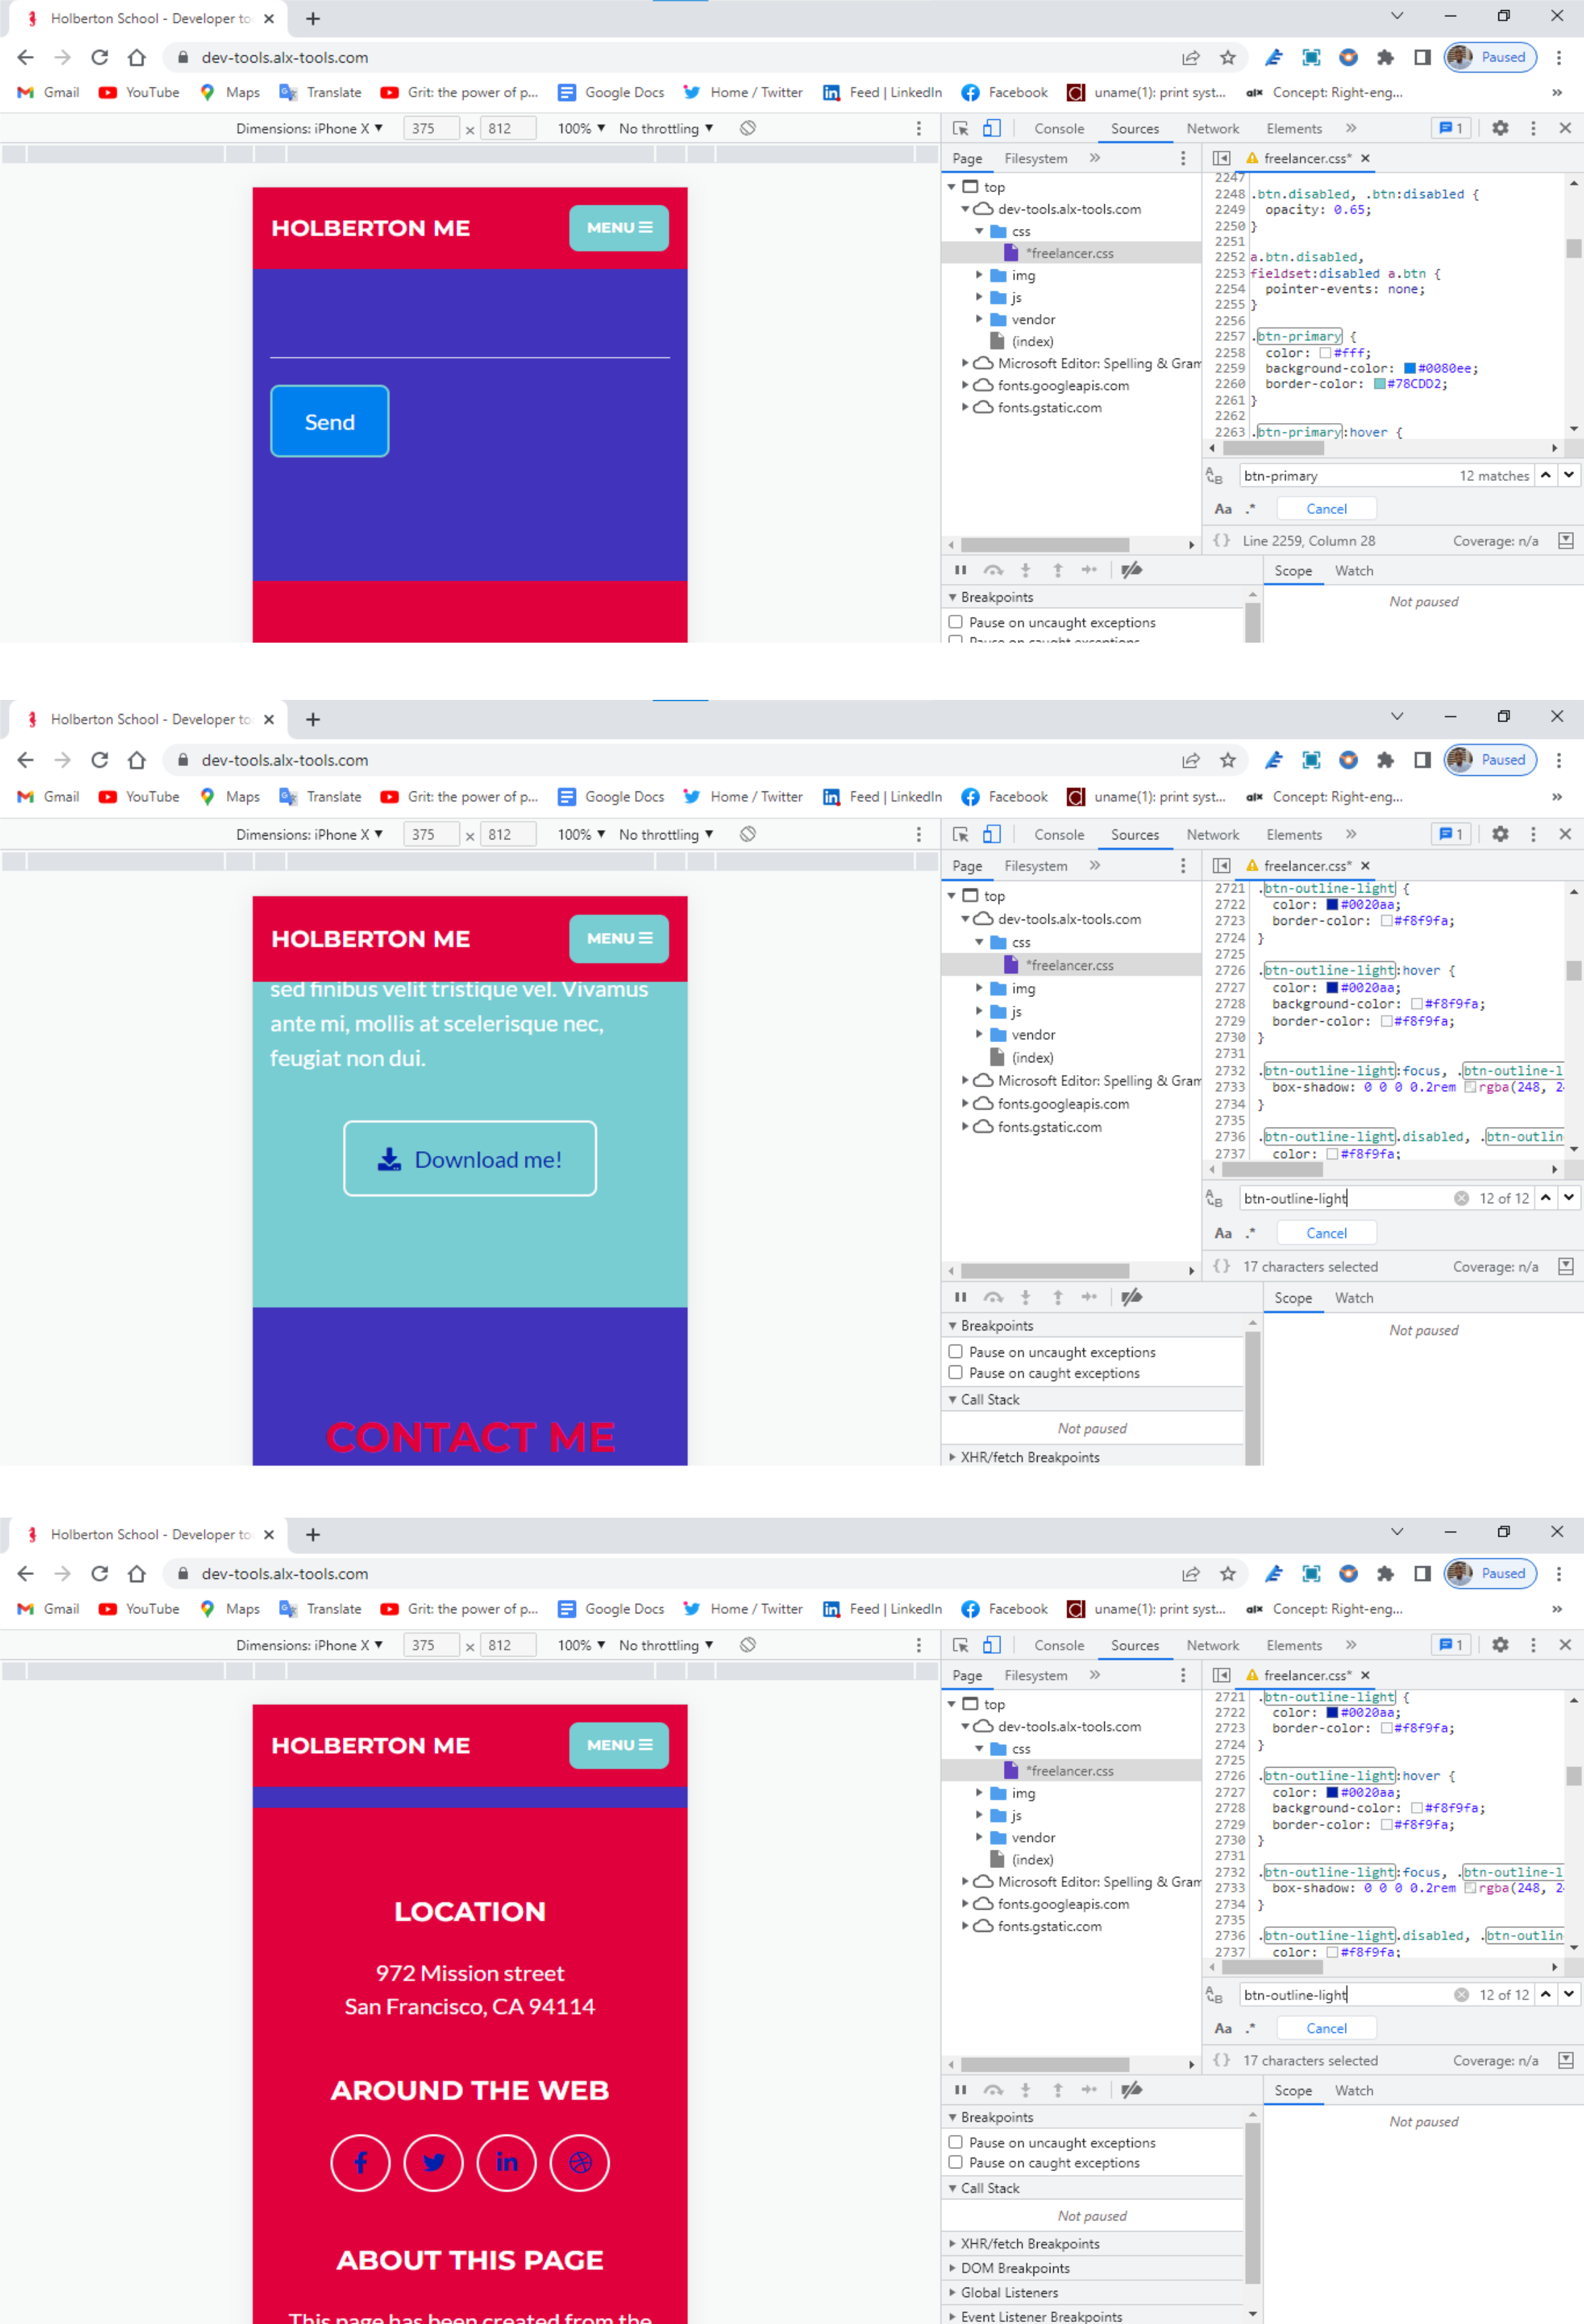 Holberton School - Developer to
dev-tools.alx-tools.com
Paused
Gmail YouTube Maps Translate Grit: the power of p... Google Docs Home / Twitter Feed | LinkedIn Facebook uname(1): print syst... Concept: Right-eng... »
Dimensions: iPhone X ▼ 375 x 812 100% ▼ No throttling ▼
Console Sources Network Elements » 1
Page Filesystem »
freelancer.css*
HOLBERTON ME
MENU
Send
top
dev-tools.alx-tools.com
css
*freelancer.css
img
js
vendor
(index)
Microsoft Editor: Spelling & Gram
fonts.googleapis.com
fonts.gstatic.com
2247
2248 .btn.disabled, .btn:disabled {
2249 opacity: 0.65;
2250 }
2251
2252 a.btn.disabled,
2253 fieldset:disabled a.btn {
2254 pointer-events: none;
2255 }
2256
2257 .btn-primary {
2258 color: #fff;
2259 background-color: #0080ee;
2260 border-color: #78CDD2;
2261 }
2262
2263 .btn-primary:hover {
btn-primary 12 matches
Aa .* Cancel
{} Line 2259, Column 28 Coverage: n/a
Scope Watch
Breakpoints
Not paused
Pause on uncaught exceptions
Pause on caught exceptions
Holberton School - Developer to
dev-tools.alx-tools.com
Paused
Gmail YouTube Maps Translate Grit: the power of p... Google Docs Home / Twitter Feed | LinkedIn Facebook uname(1): print syst... Concept: Right-eng... »
Dimensions: iPhone X ▼ 375 x 812 100% ▼ No throttling ▼
Console Sources Network Elements » 1
Page Filesystem »
freelancer.css*
HOLBERTON ME
MENU
sed finibus velit tristique vel. Vivamus
ante mi, mollis at scelerisque nec,
feugiat non dui.
Download me!
CONTACT ME
top
dev-tools.alx-tools.com
css
*freelancer.css
img
js
vendor
(index)
Microsoft Editor: Spelling & Gram
fonts.googleapis.com
fonts.gstatic.com
2721 .btn-outline-light {
2722 color: #0020aa;
2723 border-color: #f8f9fa;
2724 }
2725
2726 .btn-outline-light:hover {
2727 color: #0020aa;
2728 background-color: #f8f9fa;
2729 border-color: #f8f9fa;
2730 }
2731
2732 .btn-outline-light:focus, .btn-outline-l
2733 box-shadow: 0 0 0 0.2rem rgba(248, 2
2734 }
2735
2736 .btn-outline-light.disabled, .btn-outlin
2737 color: #f8f9fa;
btn-outline-light 12 of 12
Aa .* Cancel
{} 17 characters selected Coverage: n/a
Scope Watch
Breakpoints
Not paused
Pause on uncaught exceptions
Pause on caught exceptions
Call Stack
Not paused
XHR/fetch Breakpoints
Holberton School - Developer to
dev-tools.alx-tools.com
Paused
Gmail YouTube Maps Translate Grit: the power of p... Google Docs Home / Twitter Feed | LinkedIn Facebook uname(1): print syst... Concept: Right-eng... »
Dimensions: iPhone X ▼ 375 x 812 100% ▼ No throttling ▼
Console Sources Network Elements » 1
Page Filesystem »
freelancer.css*
HOLBERTON ME
MENU
LOCATION
972 Mission street
San Francisco, CA 94114
AROUND THE WEB
ABOUT THIS PAGE
This page has been created from the
top
dev-tools.alx-tools.com
css
*freelancer.css
img
js
vendor
(index)
Microsoft Editor: Spelling & Gram
fonts.googleapis.com
fonts.gstatic.com
2721 .btn-outline-light {
2722 color: #0020aa;
2723 border-color: #f8f9fa;
2724 }
2725
2726 .btn-outline-light:hover {
2727 color: #0020aa;
2728 background-color: #f8f9fa;
2729 border-color: #f8f9fa;
2730 }
2731
2732 .btn-outline-light:focus, .btn-outline-l
2733 box-shadow: 0 0 0 0.2rem rgba(248, 2
2734 }
2735
2736 .btn-outline-light.disabled, .btn-outlin
2737 color: #f8f9fa;
btn-outline-light 12 of 12
Aa .* Cancel
{} 17 characters selected Coverage: n/a
Scope Watch
Breakpoints
Not paused
Pause on uncaught exceptions
Pause on caught exceptions
Call Stack
Not paused
XHR/fetch Breakpoints
DOM Breakpoints
Global Listeners
Event Listener Breakpoints